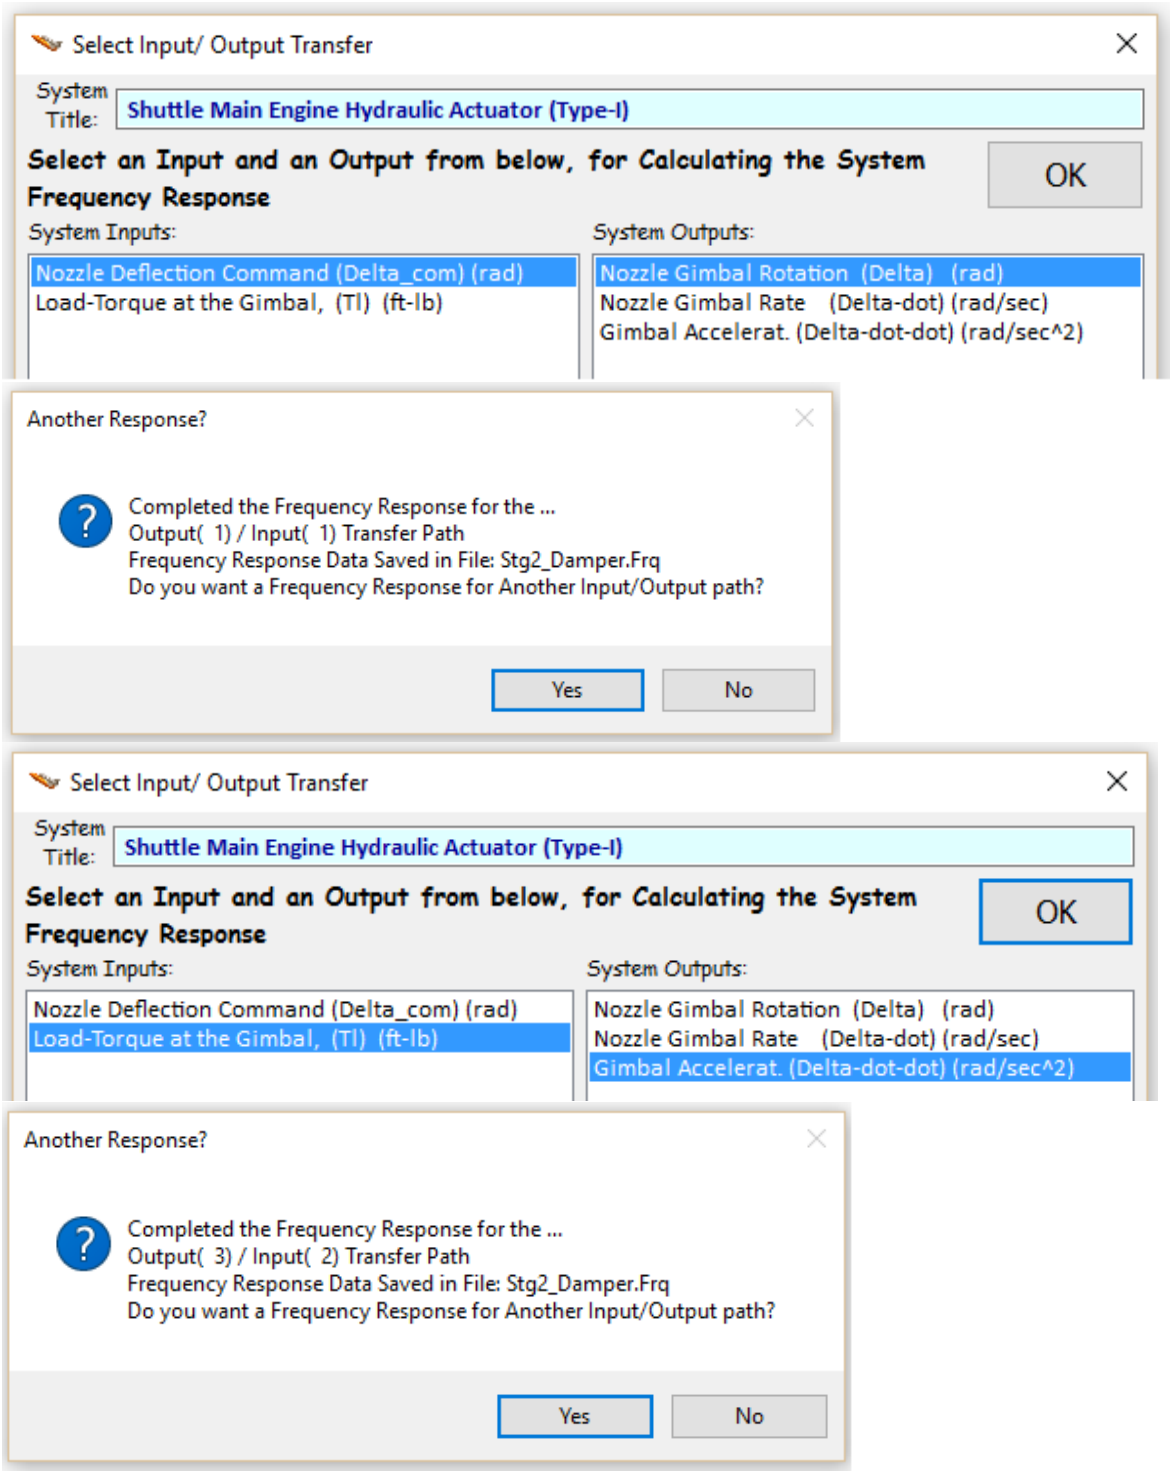 Select Input/ Output Transfer
System
Title:
Shuttle Main Engine Hydraulic Actuator (Type-I)
Select an Input and an Output from below, for Calculating the System
Frequency Response
OK
System Inputs:
System Outputs:
Nozzle Deflection Command (Delta_com) (rad)
Load-Torque at the Gimbal, (Tl) (ft-lb)
Nozzle Gimbal Rotation (Delta) (rad)
Nozzle Gimbal Rate (Delta-dot) (rad/sec)
Gimbal Accelerat. (Delta-dot-dot) (rad/sec^2)
Another Response?
Completed the Frequency Response for the ...
Output( 1) / Input( 1) Transfer Path
Frequency Response Data Saved in File: Stg2_Damper.Frq
Do you want a Frequency Response for Another Input/Output path?
Yes
No
Select Input/ Output Transfer
System
Title:
Shuttle Main Engine Hydraulic Actuator (Type-I)
Select an Input and an Output from below, for Calculating the System
Frequency Response
OK
System Inputs:
System Outputs:
Nozzle Deflection Command (Delta_com) (rad)
Load-Torque at the Gimbal, (Tl) (ft-lb)
Nozzle Gimbal Rotation (Delta) (rad)
Nozzle Gimbal Rate (Delta-dot) (rad/sec)
Gimbal Accelerat. (Delta-dot-dot) (rad/sec^2)
Another Response?
Completed the Frequency Response for the ...
Output( 3) / Input( 2) Transfer Path
Frequency Response Data Saved in File: Stg2_Damper.Frq
Do you want a Frequency Response for Another Input/Output path?
Yes
No